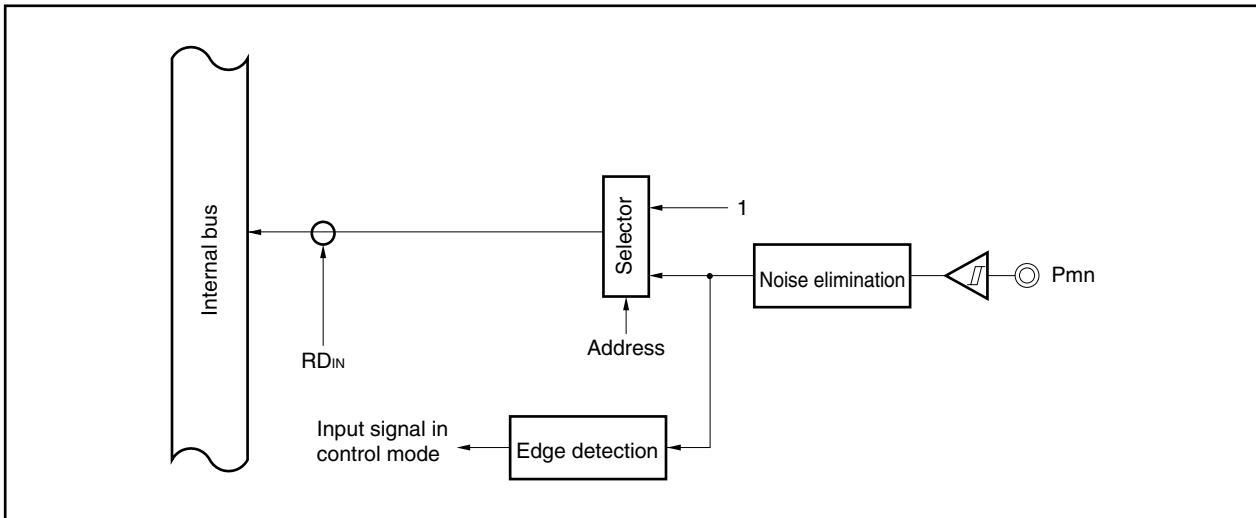 Internal bus
RDIN
Selector
1
Address
Noise elimination
Pmn
Input signal in
control mode
Edge detection